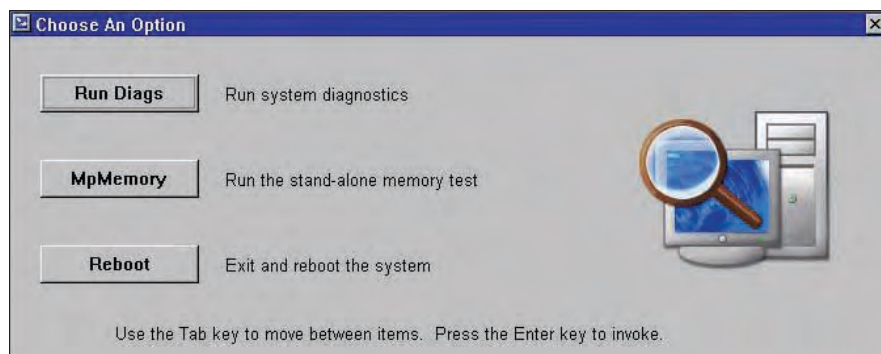 Choose An Option
Run Diags Run system diagnostics
MpMemory Run the stand-alone memory test
Reboot Exit and reboot the system
Use the Tab key to move between items. Press the Enter key to invoke.